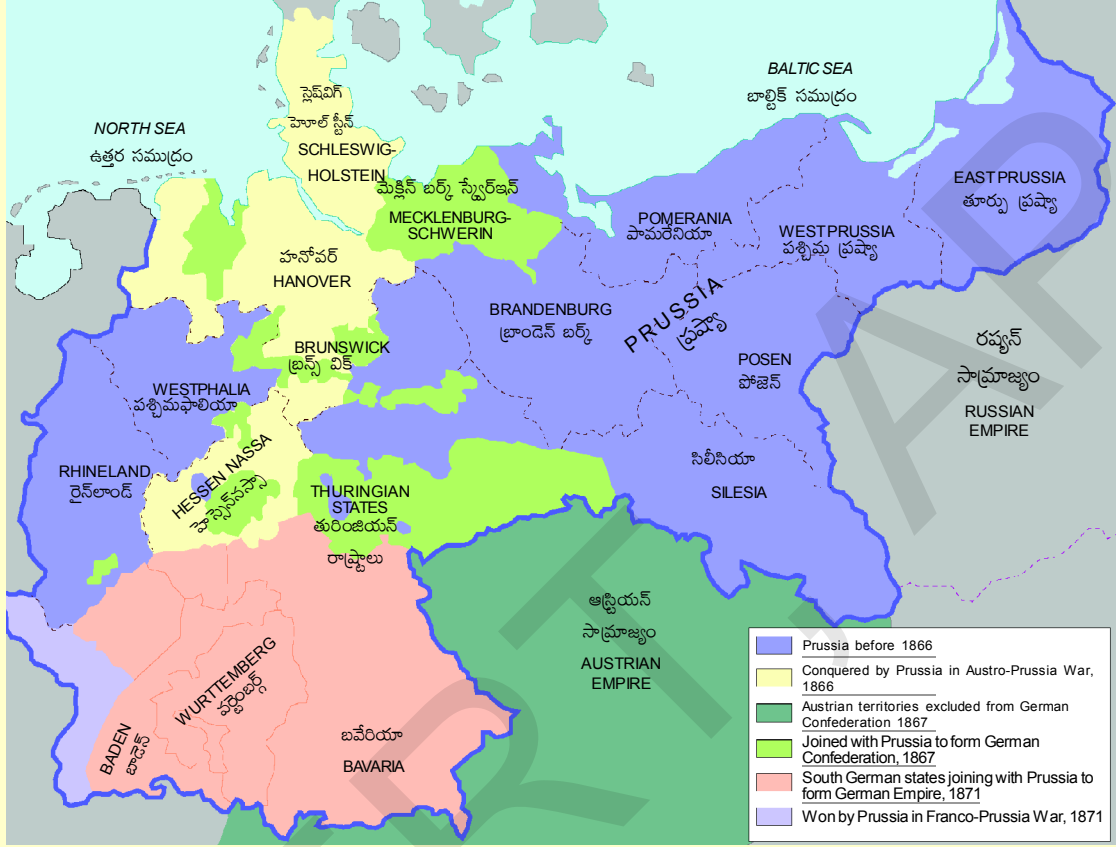 BALTIC SEA
బాల్టిక్ సముద్రం
NORTH SEA
ఉత్తర సముద్రం
స్లెష్‌విగ్
హెూల్ స్టీన్
SCHLESWIG-
HOLSTEIN
మెక్లిన్ బర్క్ స్క్వేర్ఇన్
MECKLENBURG-
SCHWERIN
EAST PRUSSIA
తూర్పు ప్రష్యా
POMERANIA
పామరేనియా
WEST PRUSSIA
పశ్చిమ ప్రష్యా
హనోవర్
HANOVER
BRANDENBURG
బ్రాండెన్ బర్క్
PRUSSIA
ప్రష్యా
BRUNSWICK
బ్రన్స్ విక్
POSEN
పోజెన్
రష్యన్
సామ్రాజ్యం
RUSSIAN
EMPIRE
WESTPHALIA
పశ్చిమఫాలియా
RHINELAND
రైన్‌లాండ్
HESSEN NASSA
హెస్సెన్‌నస్సా
సిలీసియా
SILESIA
THURINGIAN
STATES
తురింజియన్
రాష్ట్రాలు
ఆస్ట్రియన్
సామ్రాజ్యం
AUSTRIAN
EMPIRE
WURTTEMBERG
వర్టెంబర్గ్
BADEN
బాడెన్
బవేరియా
BAVARIA
Prussia before 1866
Conquered by Prussia in Austro-Prussia War,
1866
Austrian territories excluded from German
Confederation 1867
Joined with Prussia to form German
Confederation, 1867
South German states joining with Prussia to
form German Empire, 1871
Won by Prussia in Franco-Prussia War, 1871